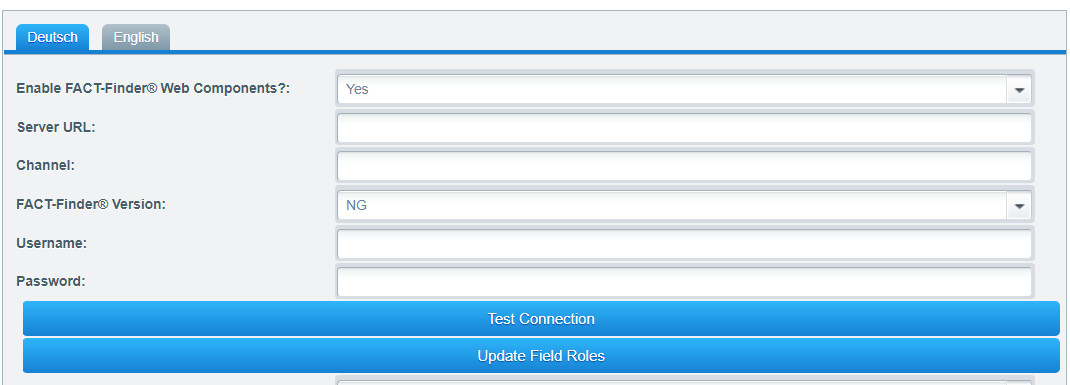 Deutsch English
Enable FACT-Finder® Web Components?: Yes
Server URL:
Channel:
FACT-Finder® Version: NG
Username:
Password:
Test Connection
Update Field Roles